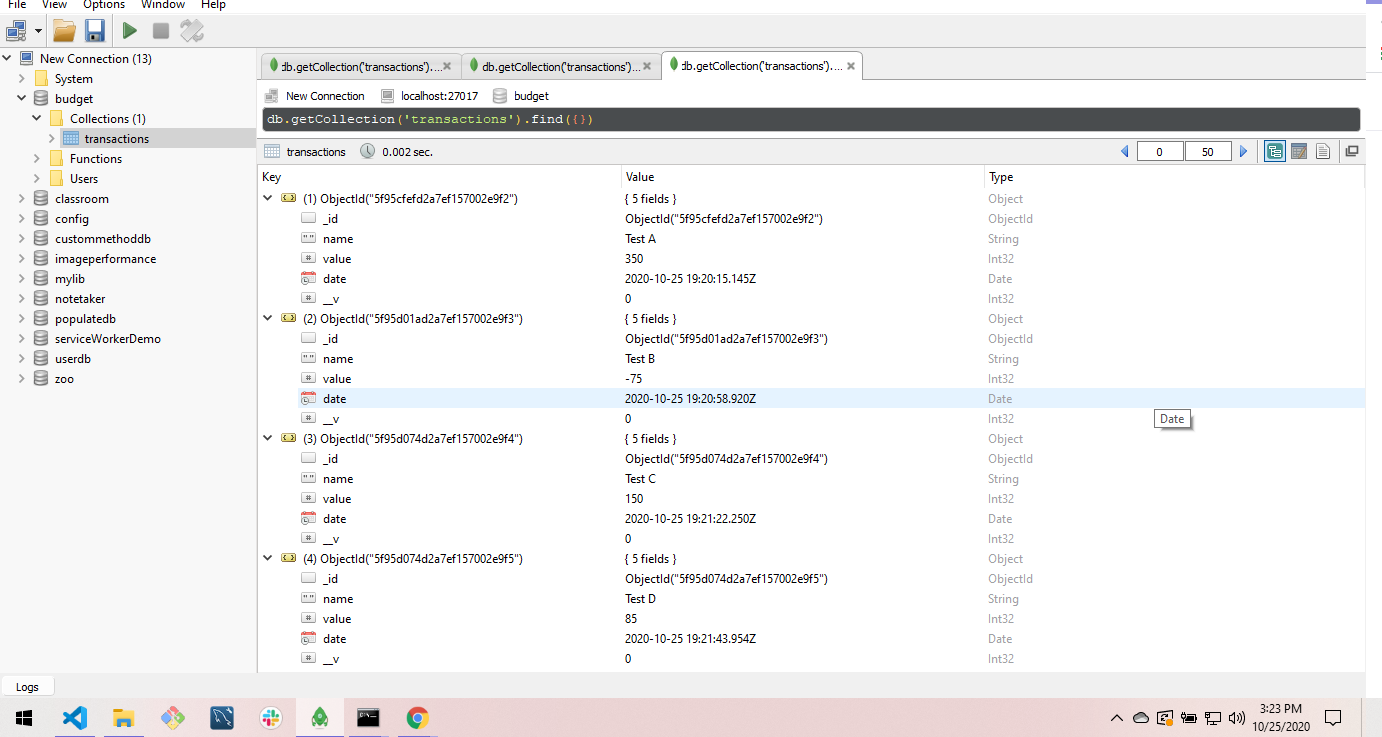 File View Options Window Help
New Connection (13)
System
budget
Collections (1)
transactions
Functions
Users
classroom
config
custommethoddb
imageperformance
mylib
notetaker
populatedb
serviceWorkerDemo
userdb
zoo
db.getCollection('transactions'). ... db.getCollection('transactions'). ... db.getCollection('transactions'). ...
New Connection localhost:27017 budget
db.getCollection('transactions').find({})
transactions 0.002 sec. 0 50
Key Value Type
(1) ObjectId("5f95cfefd2a7ef157002e9f2") { 5 fields } Object
_id ObjectId("5f95cfefd2a7ef157002e9f2") ObjectId
name Test A String
value 350 Int32
date 2020-10-25 19:20:15.145Z Date
__v 0 Int32
(2) ObjectId("5f95d01ad2a7ef157002e9f3") { 5 fields } Object
_id ObjectId("5f95d01ad2a7ef157002e9f3") ObjectId
name Test B String
value -75 Int32
date 2020-10-25 19:20:58.920Z Date
__v 0 Int32
Date
(3) ObjectId("5f95d074d2a7ef157002e9f4") { 5 fields } Object
_id ObjectId("5f95d074d2a7ef157002e9f4") ObjectId
name Test C String
value 150 Int32
date 2020-10-25 19:21:22.250Z Date
__v 0 Int32
(4) ObjectId("5f95d074d2a7ef157002e9f5") { 5 fields } Object
_id ObjectId("5f95d074d2a7ef157002e9f5") ObjectId
name Test D String
value 85 Int32
date 2020-10-25 19:21:43.954Z Date
__v 0 Int32
Logs
3:23 PM
10/25/2020